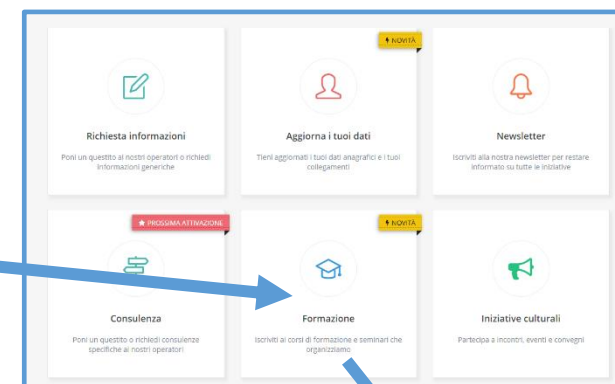 NOVITÀ
Richiesta informazioni
Poni un quesito ai nostri operatori o richiedi
informazioni generiche
Aggiorna i tuoi dati
Tieni aggiornati i tuoi dati anagrafici e i tuoi
collegamenti
Newsletter
Iscriviti alla nostra newsletter per restare
informato su tutte le iniziative
PROSSIMA ATTIVAZIONE
NOVITÀ
Consulenza
Poni un quesito o richiedi consulenze
specifiche ai nostri operatori
Formazione
Iscriviti ai corsi di formazione e seminari che
organizziamo
Iniziative culturali
Partecipa a incontri, eventi e convegni